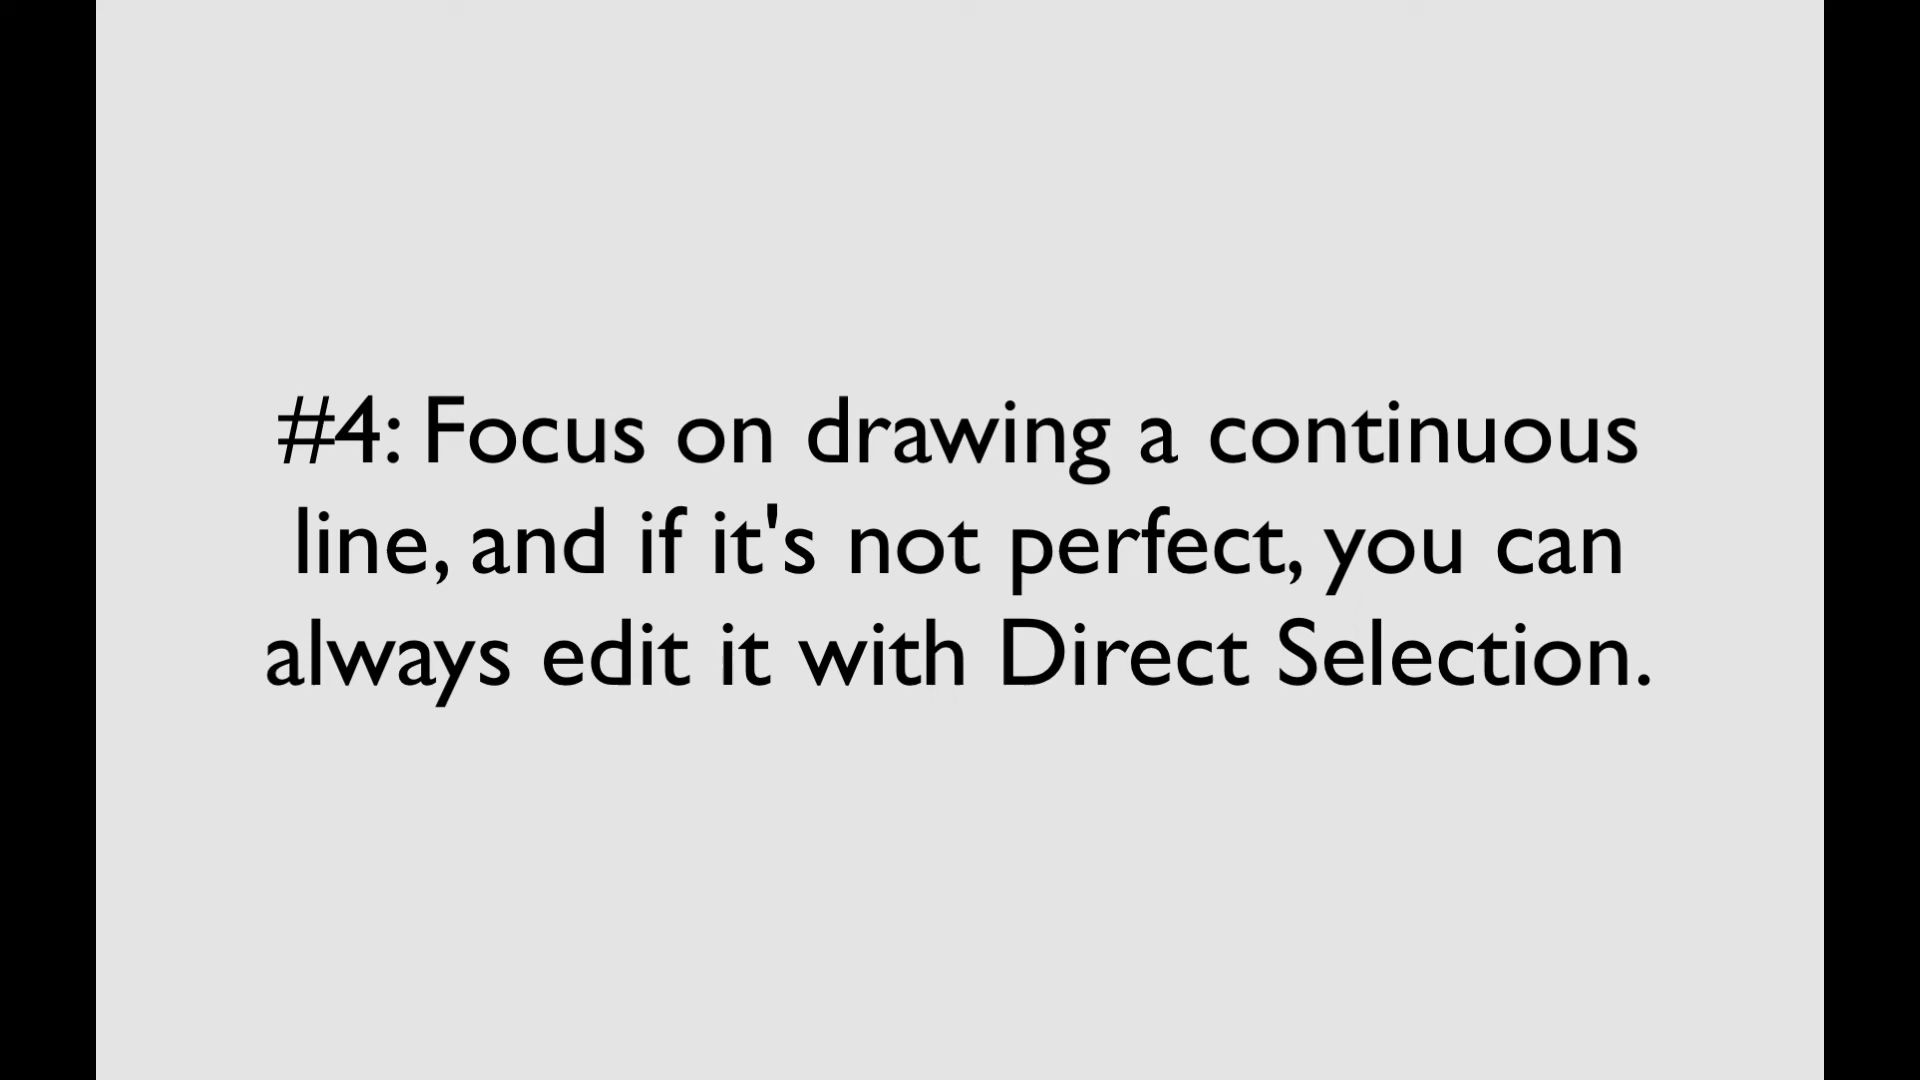 #4: Focus on drawing a continuous
line, and if it's not perfect, you can
always edit it with Direct Selection.